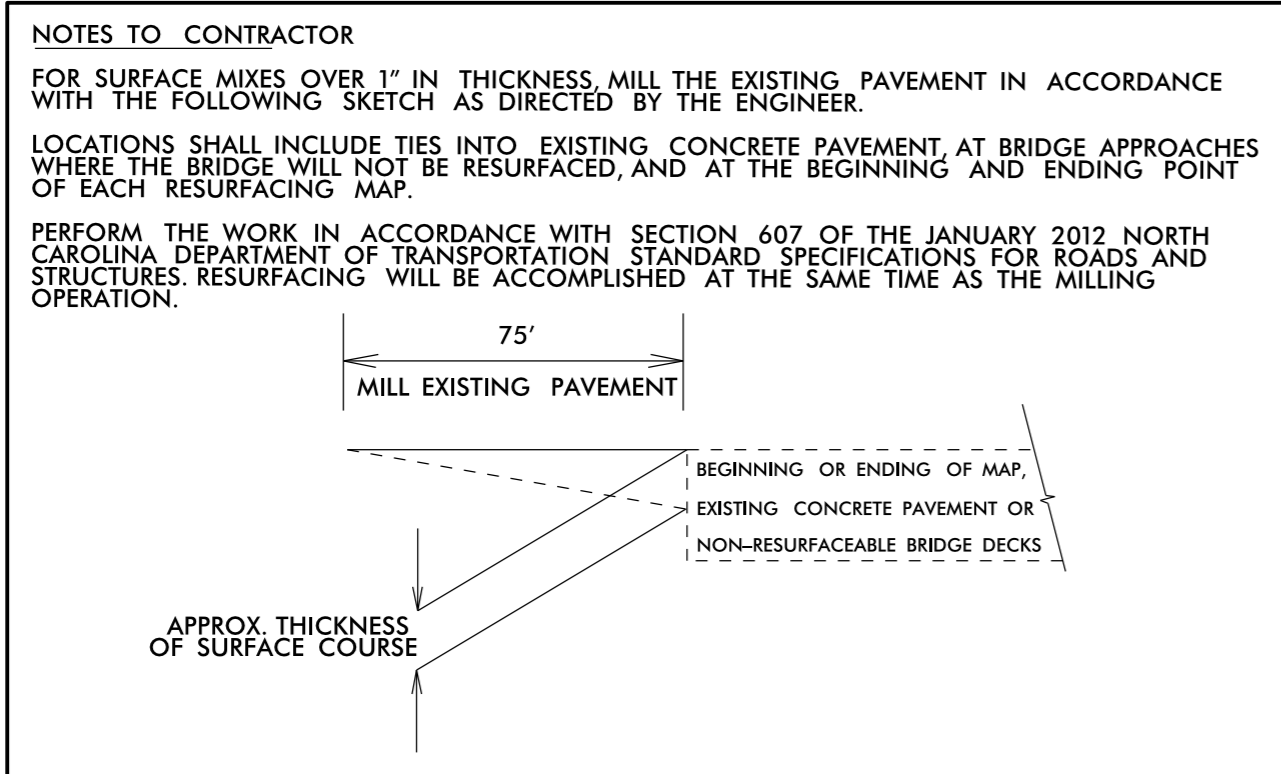 NOTES TO CONTRACTOR
FOR SURFACE MIXES OVER 1" IN THICKNESS, MILL THE EXISTING PAVEMENT IN ACCORDANCE
WITH THE FOLLOWING SKETCH AS DIRECTED BY THE ENGINEER.
LOCATIONS SHALL INCLUDE TIES INTO EXISTING CONCRETE PAVEMENT, AT BRIDGE APPROACHES
WHERE THE BRIDGE WILL NOT BE RESURFACED, AND AT THE BEGINNING AND ENDING POINT
OF EACH RESURFACING MAP.
PERFORM THE WORK IN ACCORDANCE WITH SECTION 607 OF THE JANUARY 2012 NORTH
CAROLINA DEPARTMENT OF TRANSPORTATION STANDARD SPECIFICATIONS FOR ROADS AND
STRUCTURES. RESURFACING WILL BE ACCOMPLISHED AT THE SAME TIME AS THE MILLING
OPERATION.
75'
MILL EXISTING PAVEMENT
BEGINNING OR ENDING OF MAP,
EXISTING CONCRETE PAVEMENT OR
NON-RESURFACEABLE BRIDGE DECKS
APPROX. THICKNESS
OF SURFACE COURSE